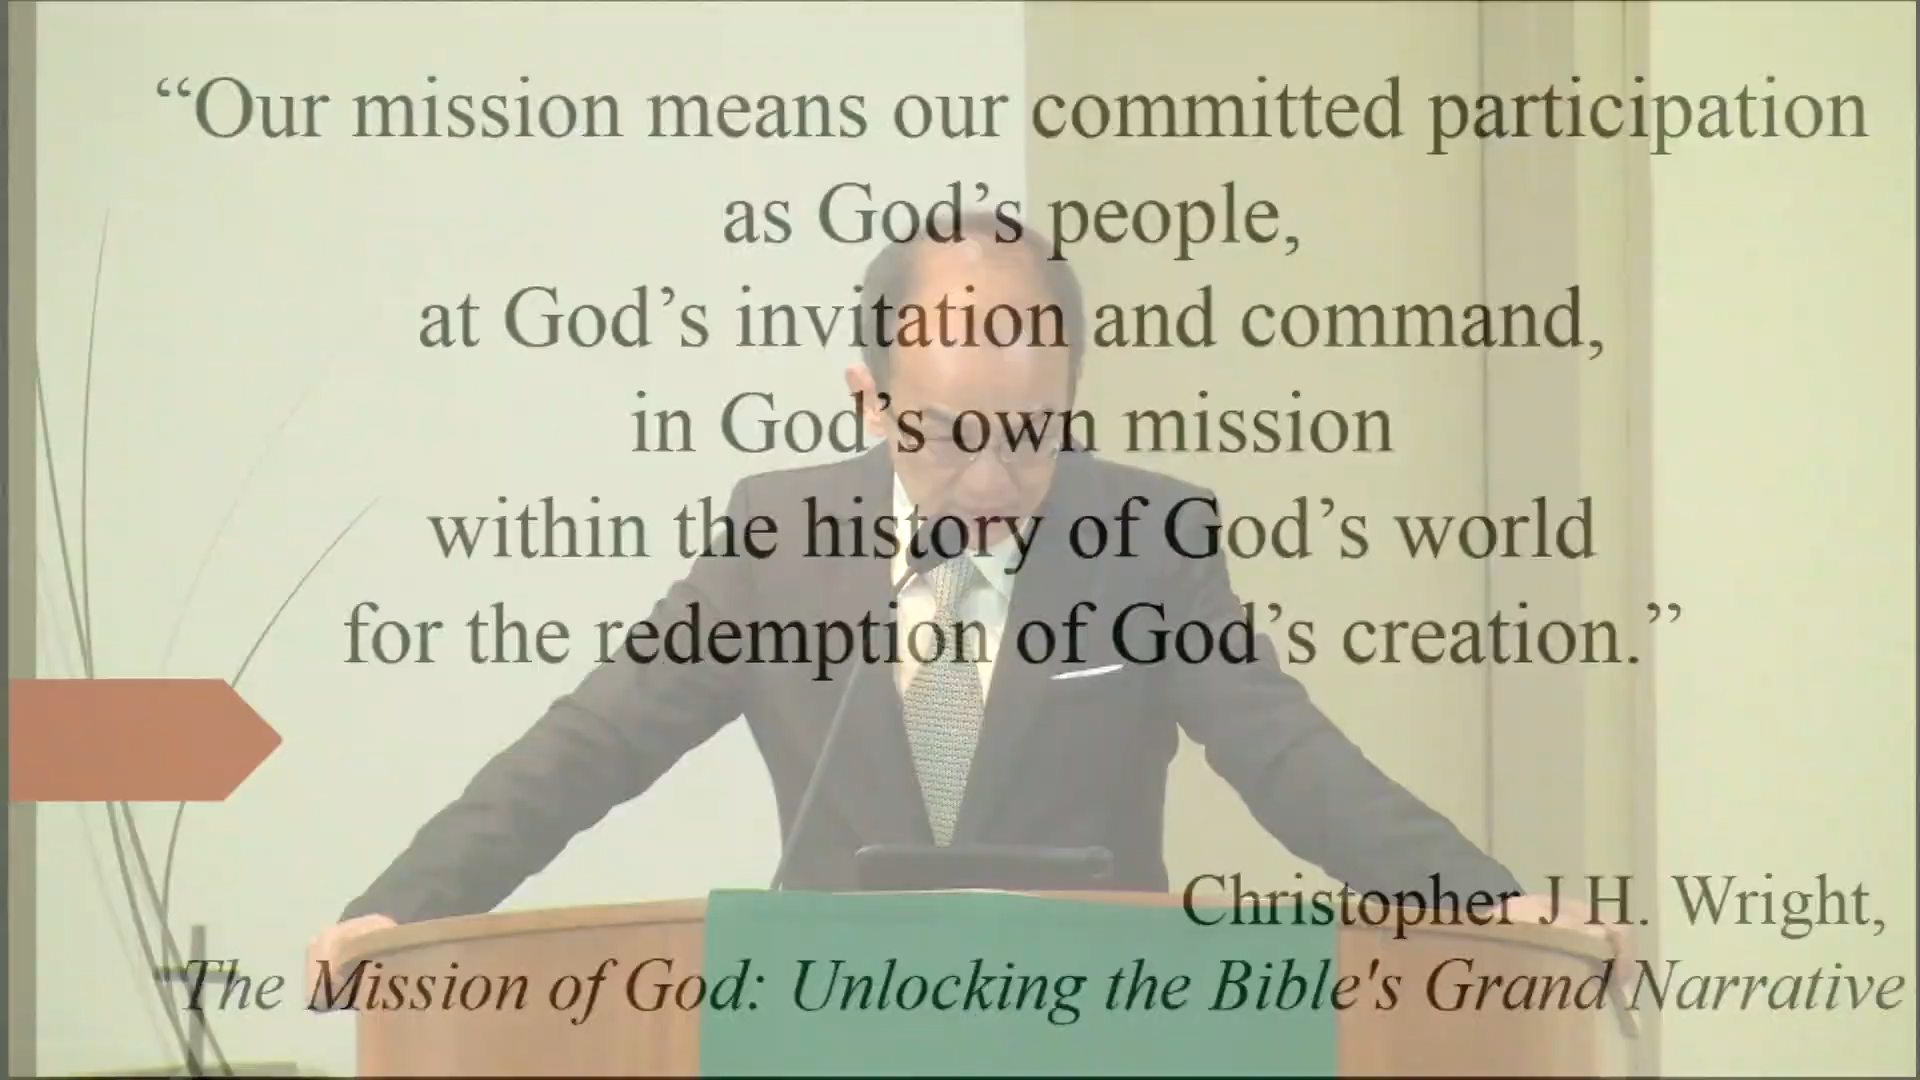 “Our mission means our committed participation
as God’s people,
at God’s invitation and command,
in God’s own mission
within the history of God’s world
for the redemption of God’s creation.”
Christopher J H. Wright,
The Mission of God: Unlocking the Bible's Grand Narrative